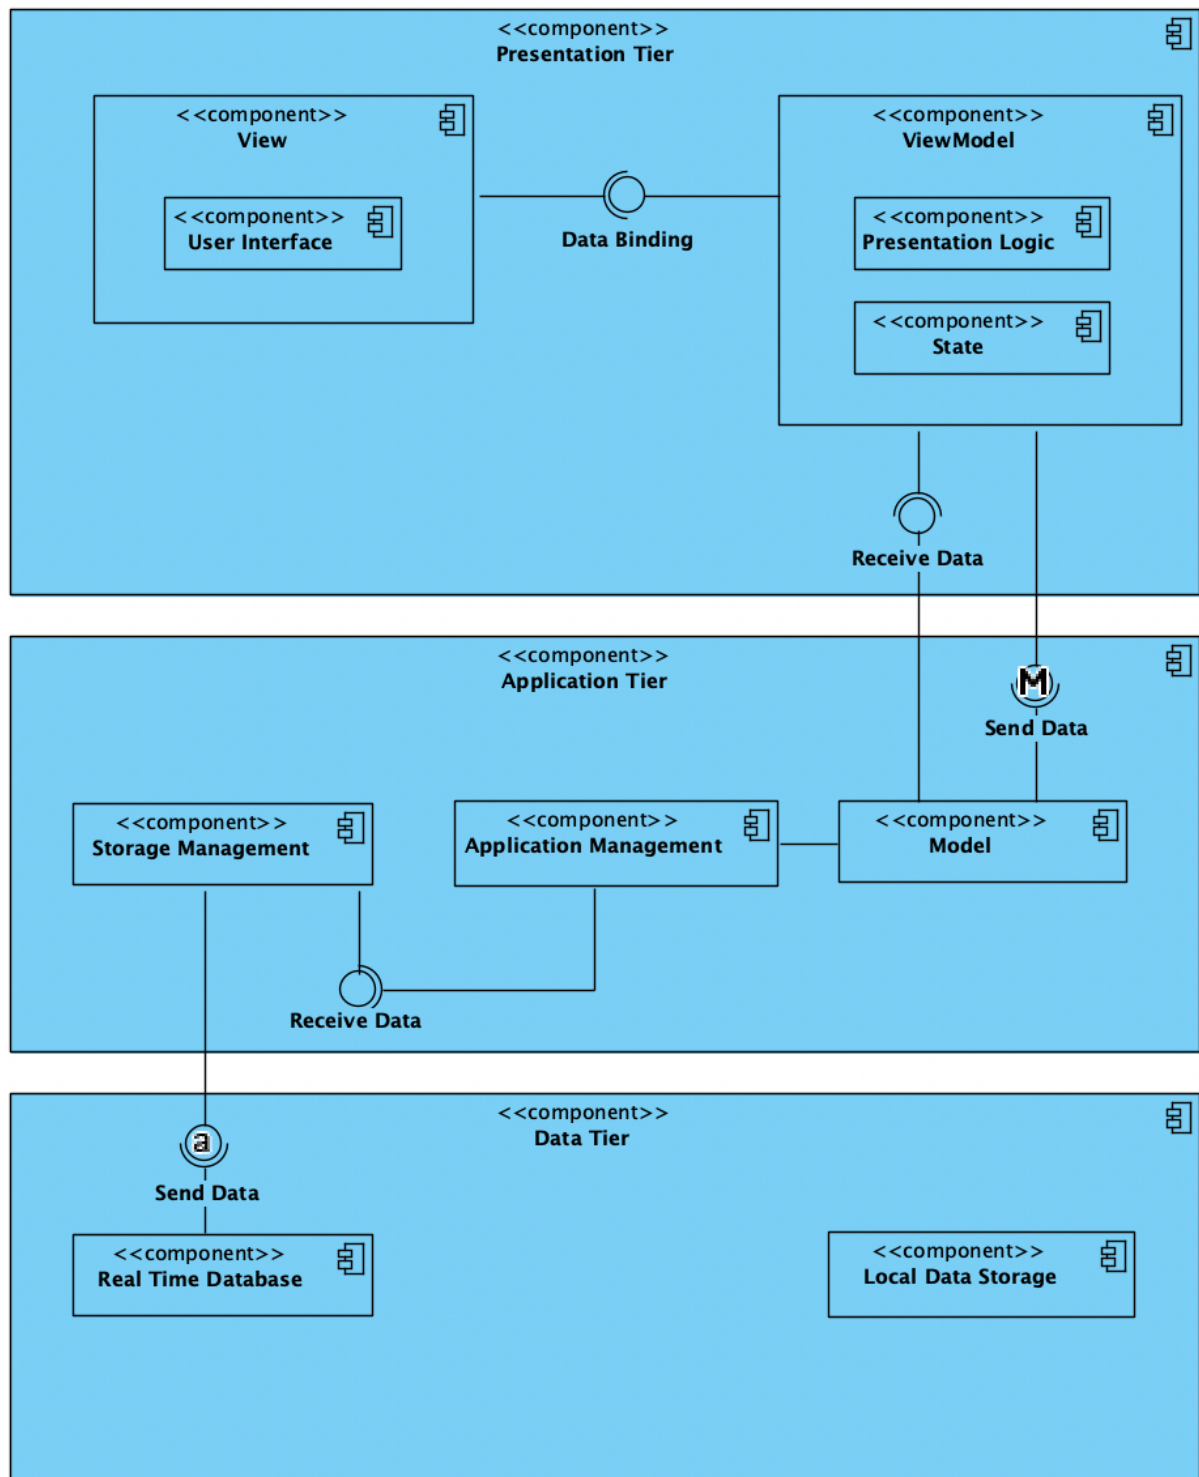 <<component>>
Presentation Tier
<<component>>
View
<<component>>
User Interface
Data Binding
<<component>>
ViewModel
<<component>>
Presentation Logic
<<component>>
State
Receive Data
<<component>>
Application Tier
M
Send Data
<<component>>
Storage Management
<<component>>
Application Management
<<component>>
Model
Receive Data
<<component>>
Data Tier
a
Send Data
<<component>>
Real Time Database
<<component>>
Local Data Storage